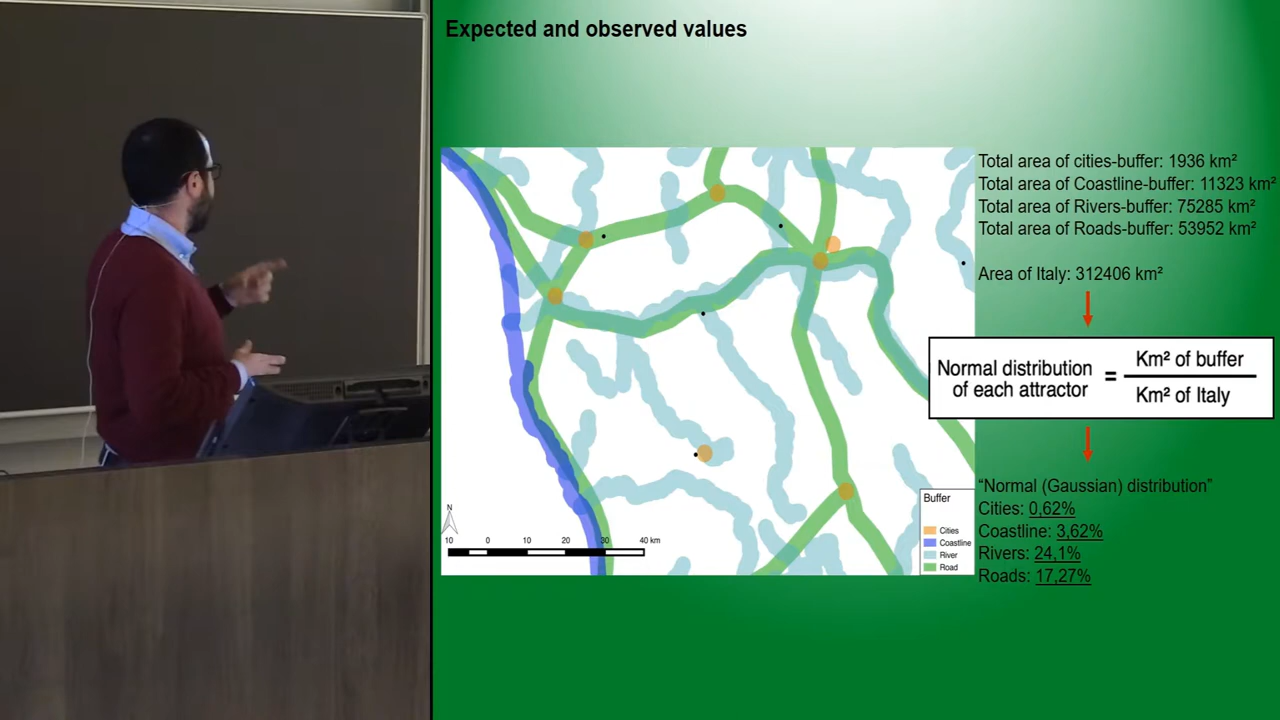 Expected and observed values
Total area of cities-buffer: 1936 km²
Total area of Coastline-buffer: 11323 km²
Total area of Rivers-buffer: 75285 km²
Total area of Roads-buffer: 53952 km²
Area of Italy: 312406 km²
Normal distribution
of each attractor
=
Km² of buffer
Km² of Italy
"Normal (Gaussian) distribution"
Cities: 0,62%
Coastline: 3,62%
Rivers: 24,1%
Roads: 17,27%
Buffer
Cities
Coastline
River
Road
N
10 0 10 20 30 40 km